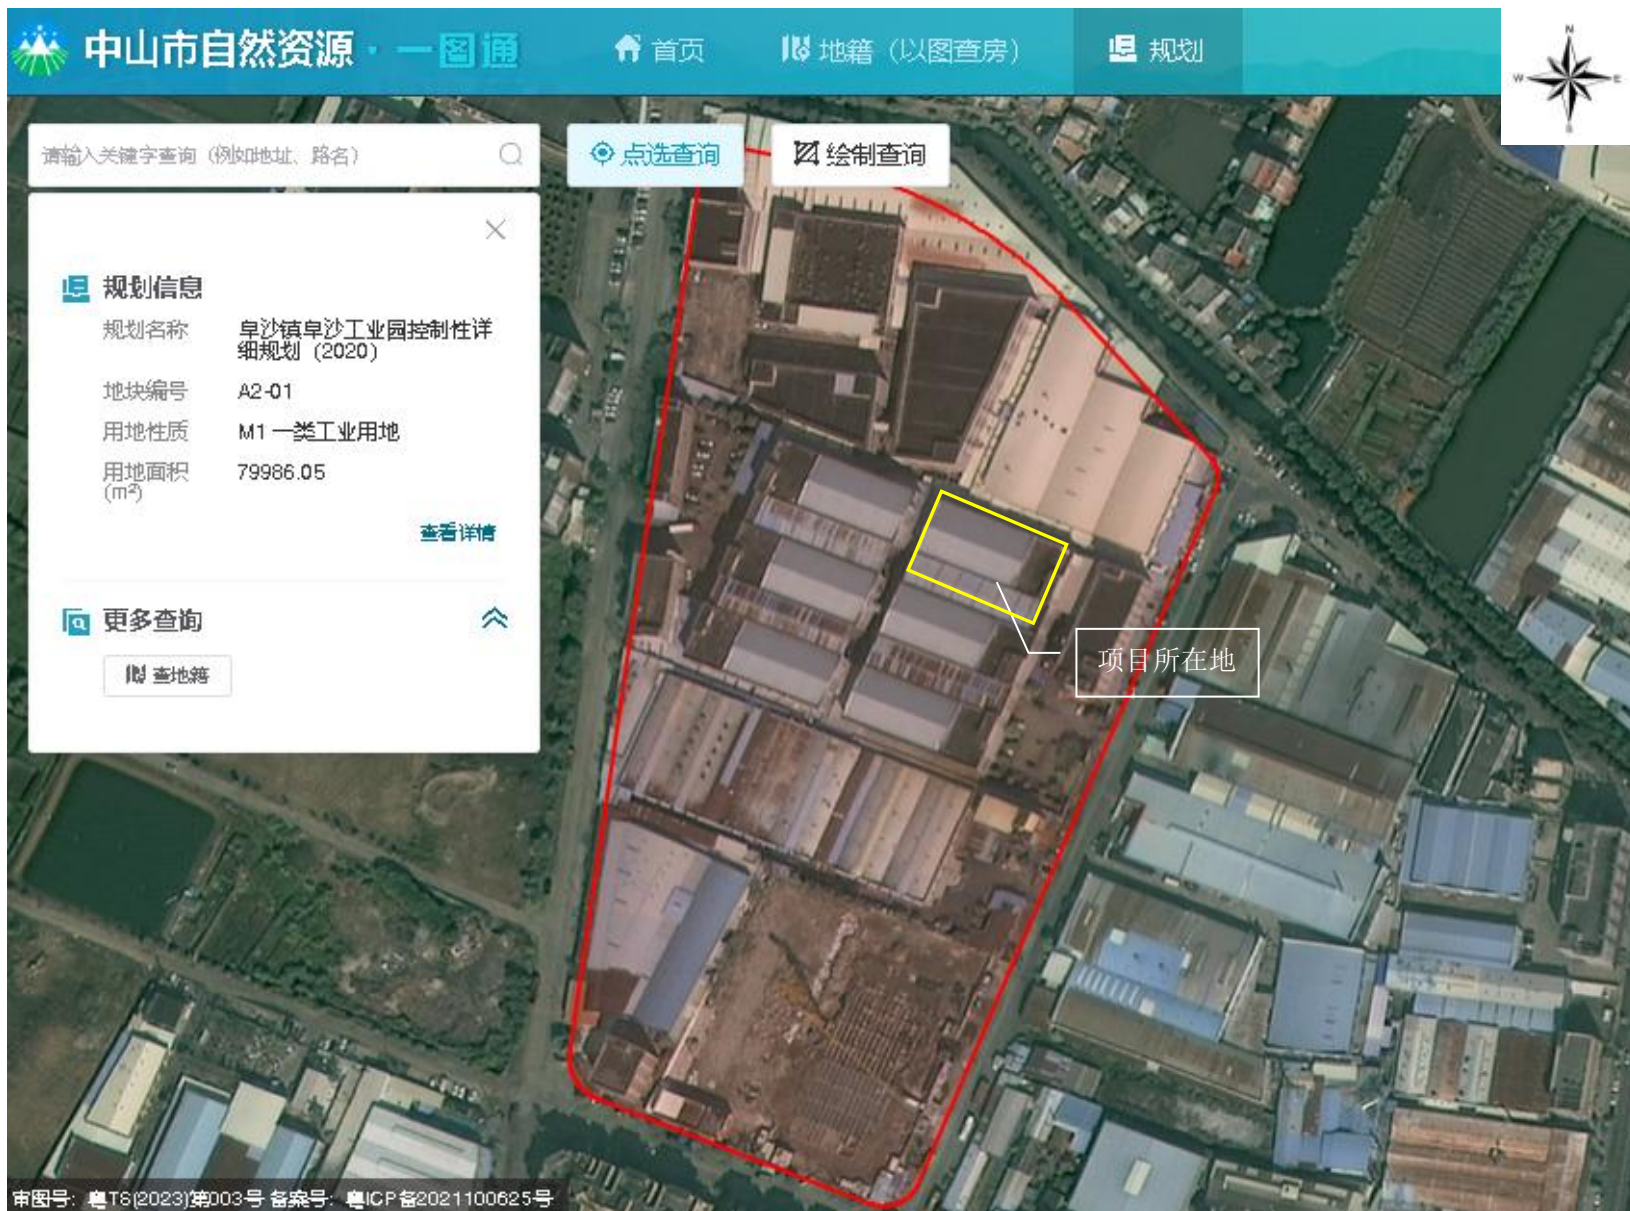 中山市自然资源·一图通
首页
地籍（以图查房）
规划
N
W
E
S
请输入关键字查询（例如地址、路名）
点选查询
绘制查询
规划信息
规划名称
阜沙镇阜沙工业园控制性详
细规划（2020）
地块编号
A2-01
用地性质
M1 一类工业用地
用地面积
(m²)
79986.05
查看详情
更多查询
查地籍
项目所在地
审图号：粤TS(2023)第003号 备案号：粤ICP备2021100625号